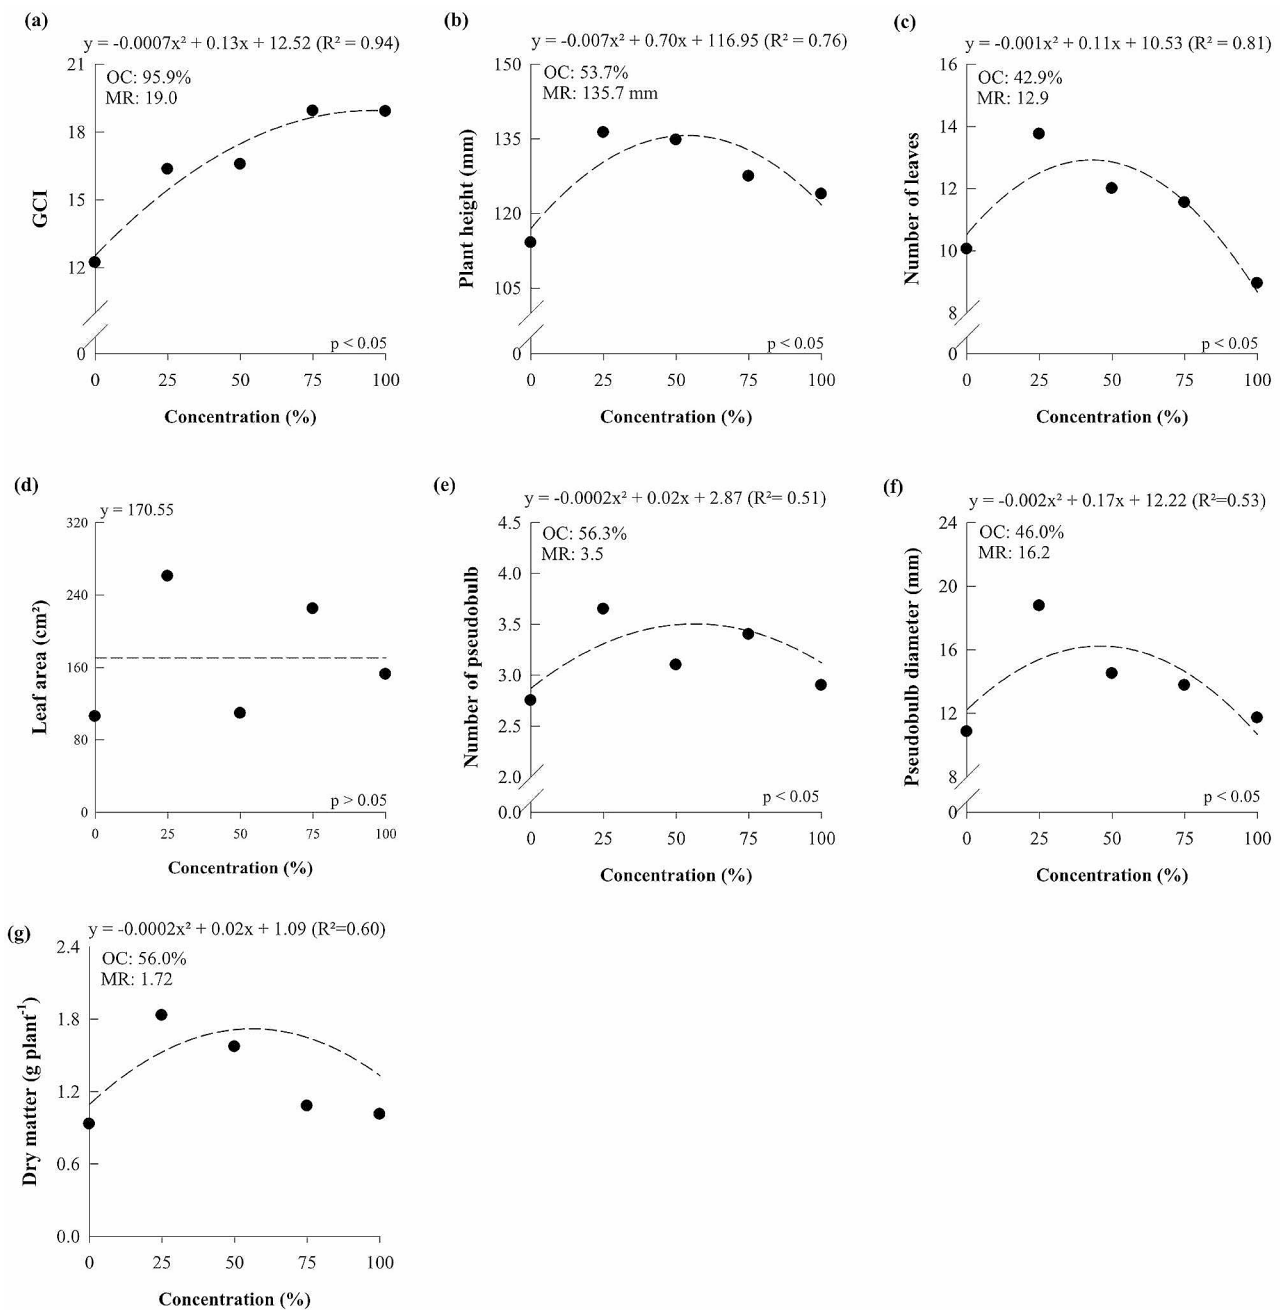 (a)
y = -0.0007x² + 0.13x + 12.52 (R² = 0.94)
OC: 95.9%
MR: 19.0
21
18
15
12
0
GCI
p < 0.05
0 25 50 75 100
Concentration (%)
(b)
y = -0.007x² + 0.70x + 116.95 (R² = 0.76)
OC: 53.7%
MR: 135.7 mm
150
135
120
105
0
Plant height (mm)
p < 0.05
0 25 50 75 100
Concentration (%)
(c)
y = -0.001x² + 0.11x + 10.53 (R² = 0.81)
OC: 42.9%
MR: 12.9
16
14
12
10
8
0
Number of leaves
p < 0.05
0 25 50 75 100
Concentration (%)
(d)
y = 170.55
320
240
160
80
0
Leaf area (cm²)
p > 0.05
0 25 50 75 100
Concentration (%)
(e)
y = -0.0002x² + 0.02x + 2.87 (R²= 0.51)
OC: 56.3%
MR: 3.5
4.5
4.0
3.5
3.0
2.5
2.0
0.0
Number of pseudobulb
p < 0.05
0 25 50 75 100
Concentration (%)
(f)
y = -0.002x² + 0.17x + 12.22 (R²=0.53)
OC: 46.0%
MR: 16.2
24
20
16
12
8
0
Pseudobulb diameter (mm)
p < 0.05
0 25 50 75 100
Concentration (%)
(g)
y = -0.0002x² + 0.02x + 1.09 (R²=0.60)
OC: 56.0%
MR: 1.72
2.4
1.8
1.2
0.6
0.0
Dry matter (g plant⁻¹)
0 25 50 75 100
Concentration (%)